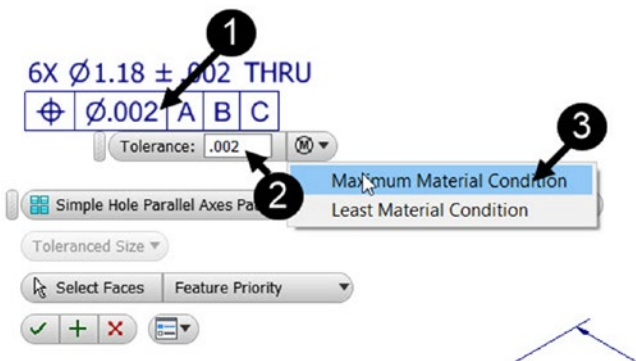 1
6X Ø1.18 ± .002 THRU
⌖ Ø.002 A B C
Tolerance: .002 Ⓜ
3
2
Maximum Material Condition
Simple Hole Parallel Axes
Least Material Condition
Toleranced Size
Select Faces Feature Priority